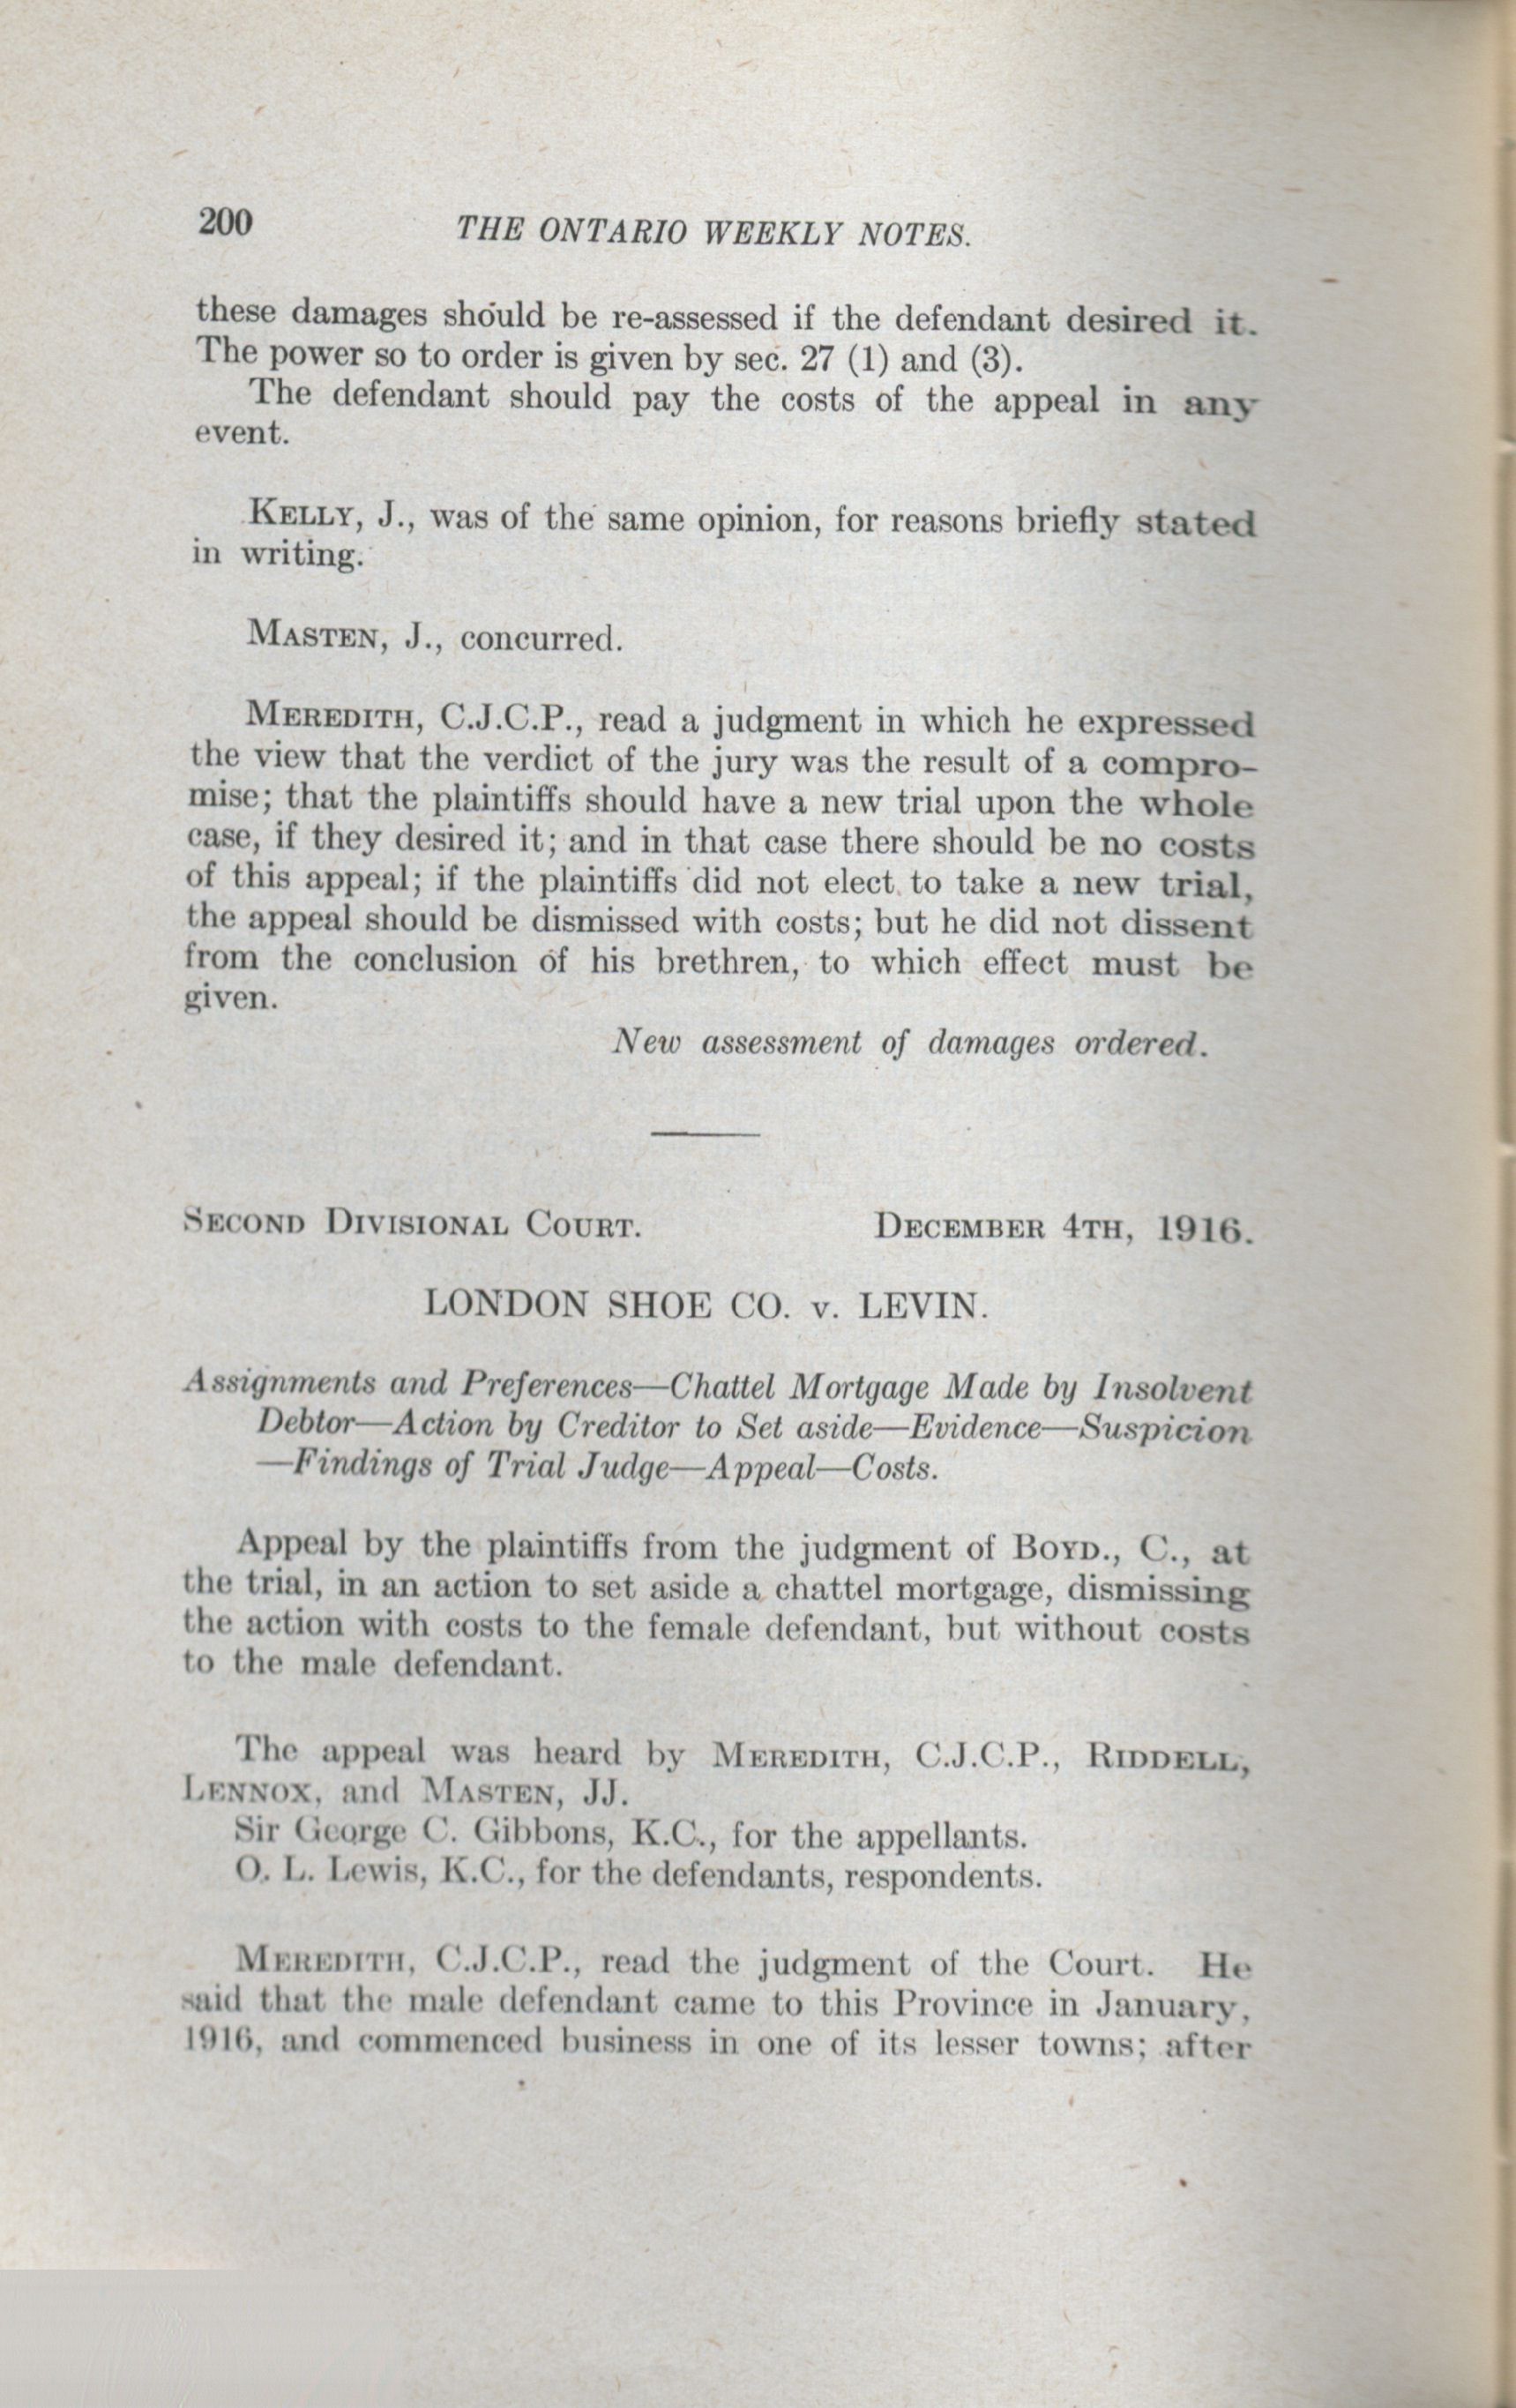 200 THE ONTARIO WEEKLY NOTES.
these damages should be re-assessed if the defendant desired it.
The power so to order is given by sec. 27 (1) and (3).
The defendant should pay the costs of the appeal in any
event.
KELLY, J., was of the same opinion, for reasons briefly stated
in writing.
MASTEN, J., concurred.
MEREDITH, C.J.C.P., read a judgment in which he expressed
the view that the verdict of the jury was the result of a compro-
mise; that the plaintiffs should have a new trial upon the whole
case, if they desired it; and in that case there should be no costs
of this appeal; if the plaintiffs did not elect to take a new trial,
the appeal should be dismissed with costs; but he did not dissent
from the conclusion of his brethren, to which effect must be
given.
New assessment of damages ordered.
SECOND DIVISIONAL COURT. DECEMBER 4TH, 1916.
LONDON SHOE CO. v. LEVIN.
Assignments and Preferences—Chattel Mortgage Made by Insolvent
Debtor—Action by Creditor to Set aside—Evidence—Suspicion
—Findings of Trial Judge—Appeal—Costs.
Appeal by the plaintiffs from the judgment of BOYD., C., at
the trial, in an action to set aside a chattel mortgage, dismissing
the action with costs to the female defendant, but without costs
to the male defendant.
The appeal was heard by MEREDITH, C.J.C.P., RIDDELL,
LENNOX, and MASTEN, JJ.
Sir George C. Gibbons, K.C., for the appellants.
O. L. Lewis, K.C., for the defendants, respondents.
MEREDITH, C.J.C.P., read the judgment of the Court. He
said that the male defendant came to this Province in January,
1916, and commenced business in one of its lesser towns; after